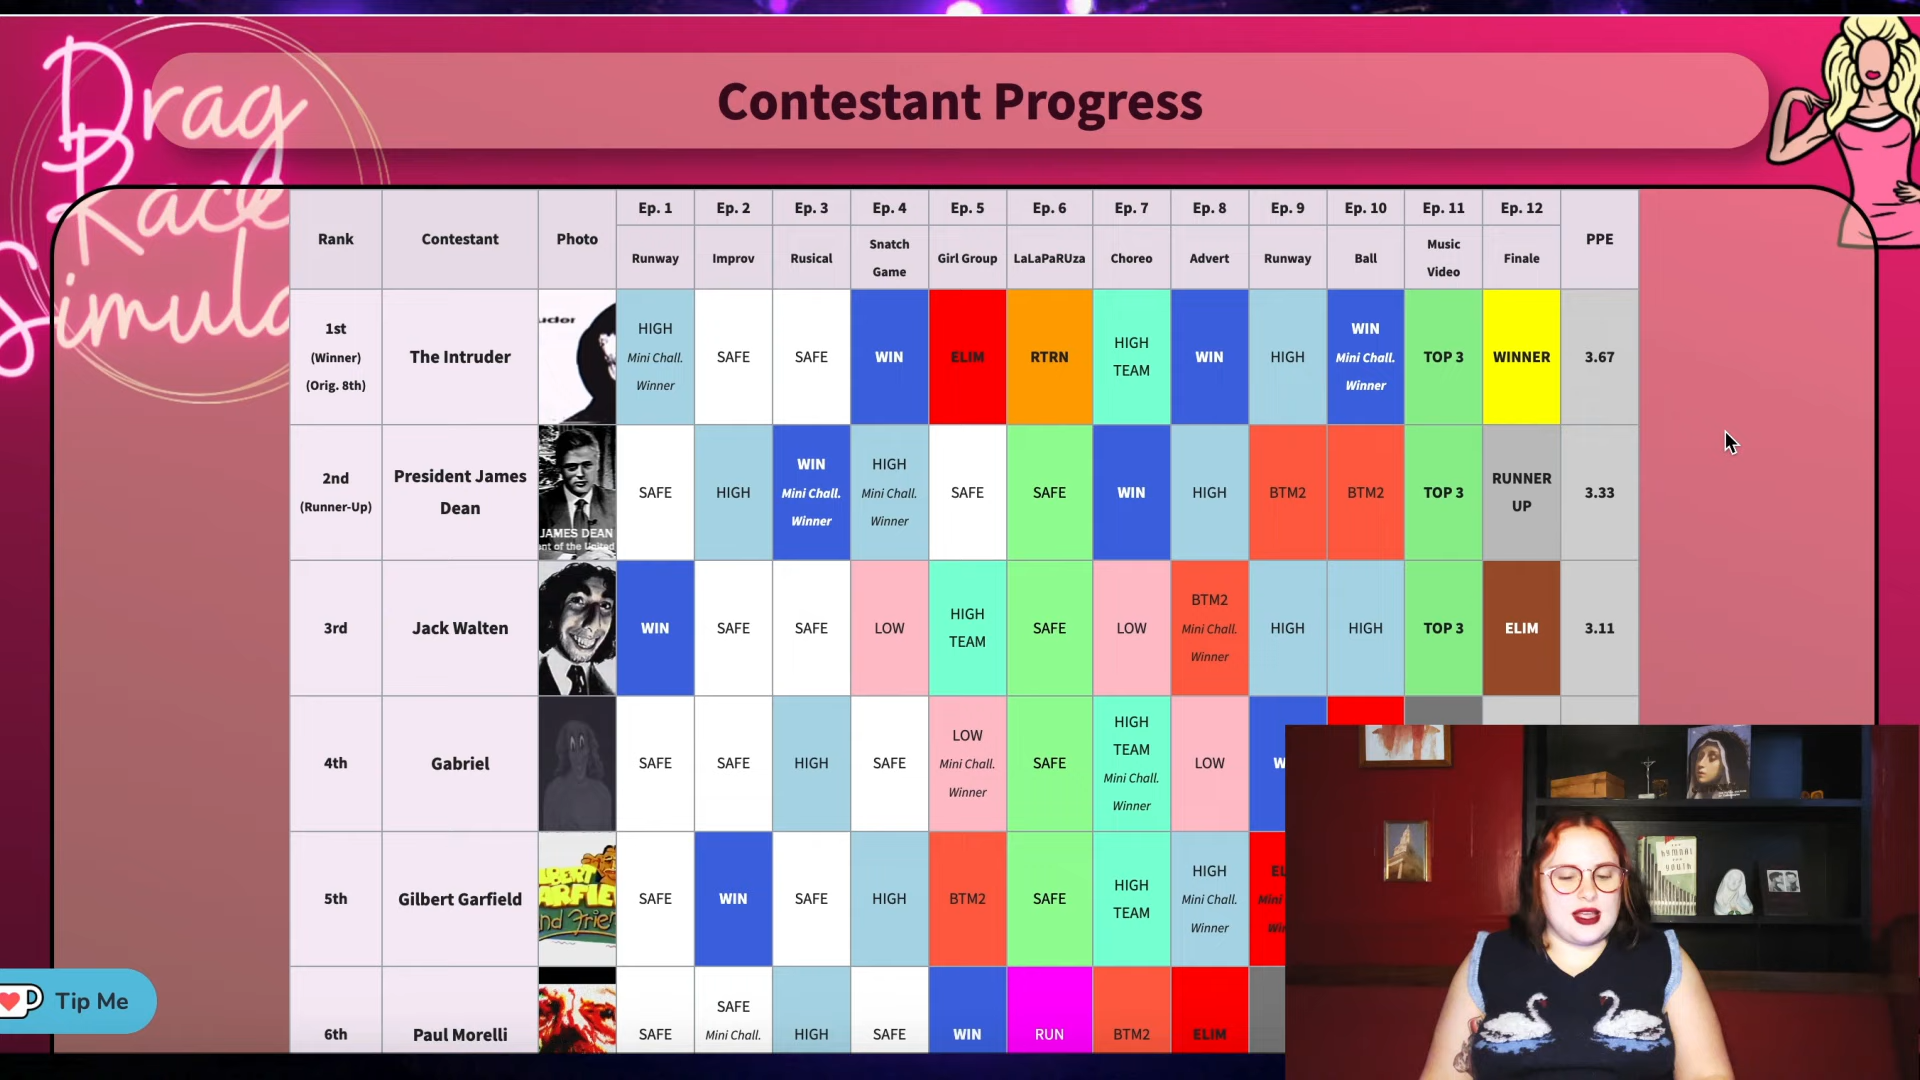 Drag
Race
Simula
Contestant Progress
Rank
Contestant
Photo
Ep. 1
Ep. 2
Ep. 3
Ep. 4
Ep. 5
Ep. 6
Ep. 7
Ep. 8
Ep. 9
Ep. 10
Ep. 11
Ep. 12
PPE
Runway
Improv
Rusical
Snatch
Game
Girl Group
LaLaPaRUza
Choreo
Advert
Runway
Ball
Music
Video
Finale
1st
(Winner)
(Orig. 8th)
The Intruder
HIGH
Mini Chall.
Winner
SAFE
SAFE
WIN
ELIM
RTRN
HIGH
TEAM
WIN
HIGH
WIN
Mini Chall.
Winner
TOP 3
WINNER
3.67
2nd
(Runner-Up)
President James
Dean
JAMES DEAN
nt of the United
SAFE
HIGH
WIN
Mini Chall.
Winner
HIGH
Mini Chall.
Winner
SAFE
SAFE
WIN
HIGH
BTM2
BTM2
TOP 3
RUNNER
UP
3.33
3rd
Jack Walten
WIN
SAFE
SAFE
LOW
HIGH
TEAM
SAFE
LOW
BTM2
Mini Chall.
Winner
HIGH
HIGH
TOP 3
ELIM
3.11
4th
Gabriel
SAFE
SAFE
HIGH
SAFE
LOW
Mini Chall.
Winner
SAFE
HIGH
TEAM
Mini Chall.
Winner
LOW
W
5th
Gilbert Garfield
SAFE
WIN
SAFE
HIGH
BTM2
SAFE
HIGH
TEAM
HIGH
Mini Chall.
Winner
EL
Mini
Win
6th
Paul Morelli
SAFE
SAFE
Mini Chall.
HIGH
SAFE
WIN
RUN
BTM2
ELIM
Tip Me